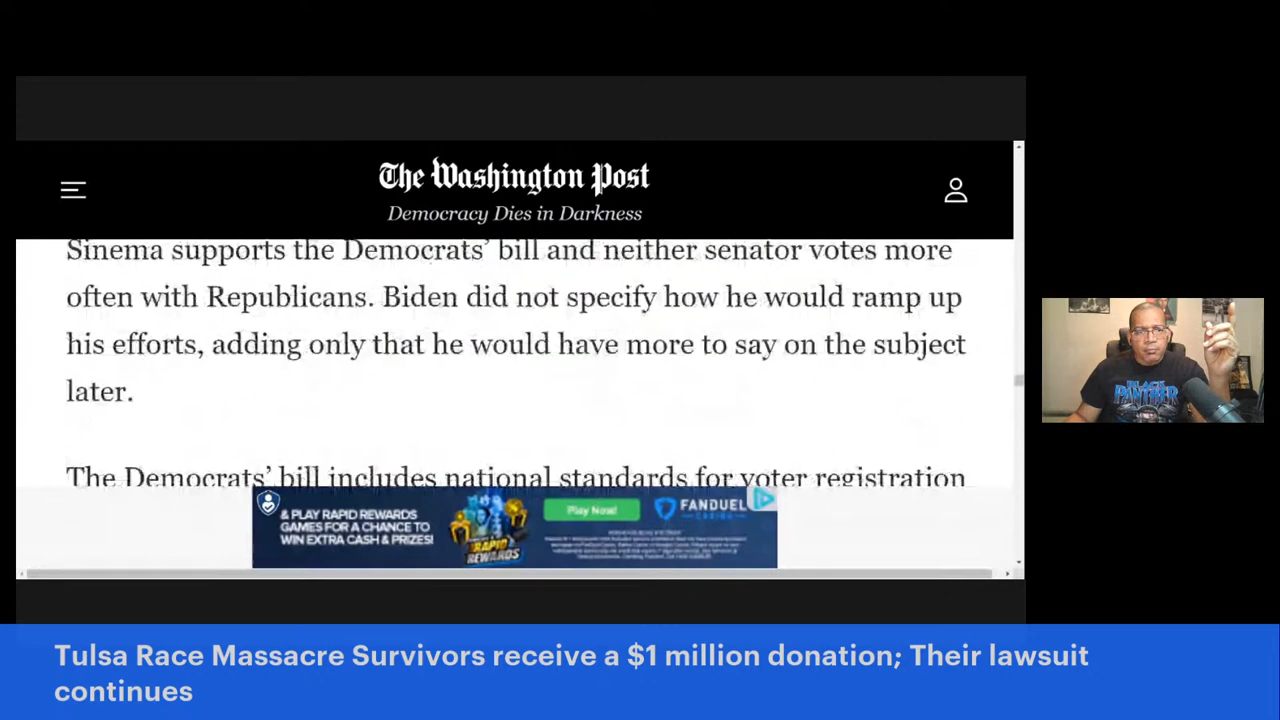 The Washington Post
Democracy Dies in Darkness
Sinema supports the Democrats' bill and neither senator votes more
often with Republicans. Biden did not specify how he would ramp up
his efforts, adding only that he would have more to say on the subject
later.
The Democrats' bill includes national standards for voter registration
& PLAY RAPID REWARDS
GAMES FOR A CHANCE TO
WIN EXTRA CASH & PRIZES!
RAPID
REWARDS
Play Now!
FANDUEL
BLACK
PANTHER
Tulsa Race Massacre Survivors receive a $1 million donation; Their lawsuit
continues